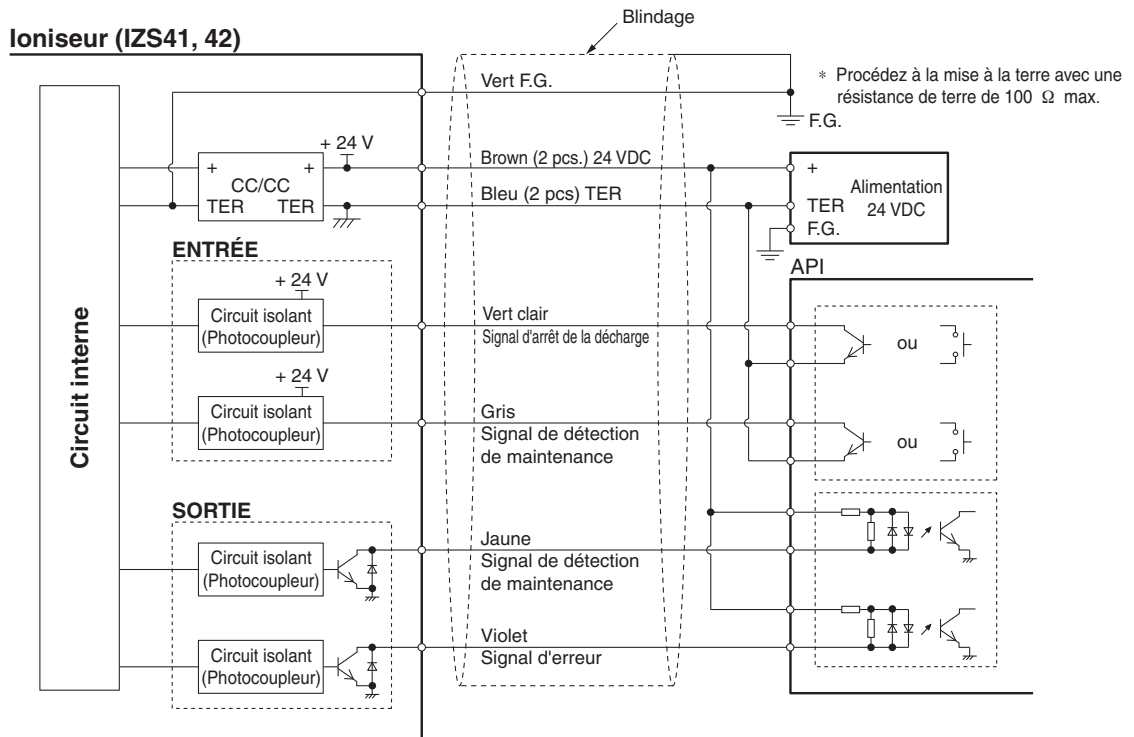 Blindage
Ioniseur (IZS41, 42)
Vert F.G.
* Procédez à la mise à la terre avec une
résistance de terre de 100 Ω max.
F.G.
+ 24 V
Brown (2 pcs.) 24 VDC
+ +
CC/CC
TER TER
Bleu (2 pcs) TER
+
Alimentation
TER 24 VDC
F.G.
ENTRÉE
API
+ 24 V
Circuit isolant
(Photocoupleur)
Vert clair
Signal d'arrêt de la décharge
ou
+ 24 V
Circuit isolant
(Photocoupleur)
Gris
Signal de détection
de maintenance
ou
Circuit interne
SORTIE
Circuit isolant
(Photocoupleur)
Jaune
Signal de détection
de maintenance
Circuit isolant
(Photocoupleur)
Violet
Signal d'erreur